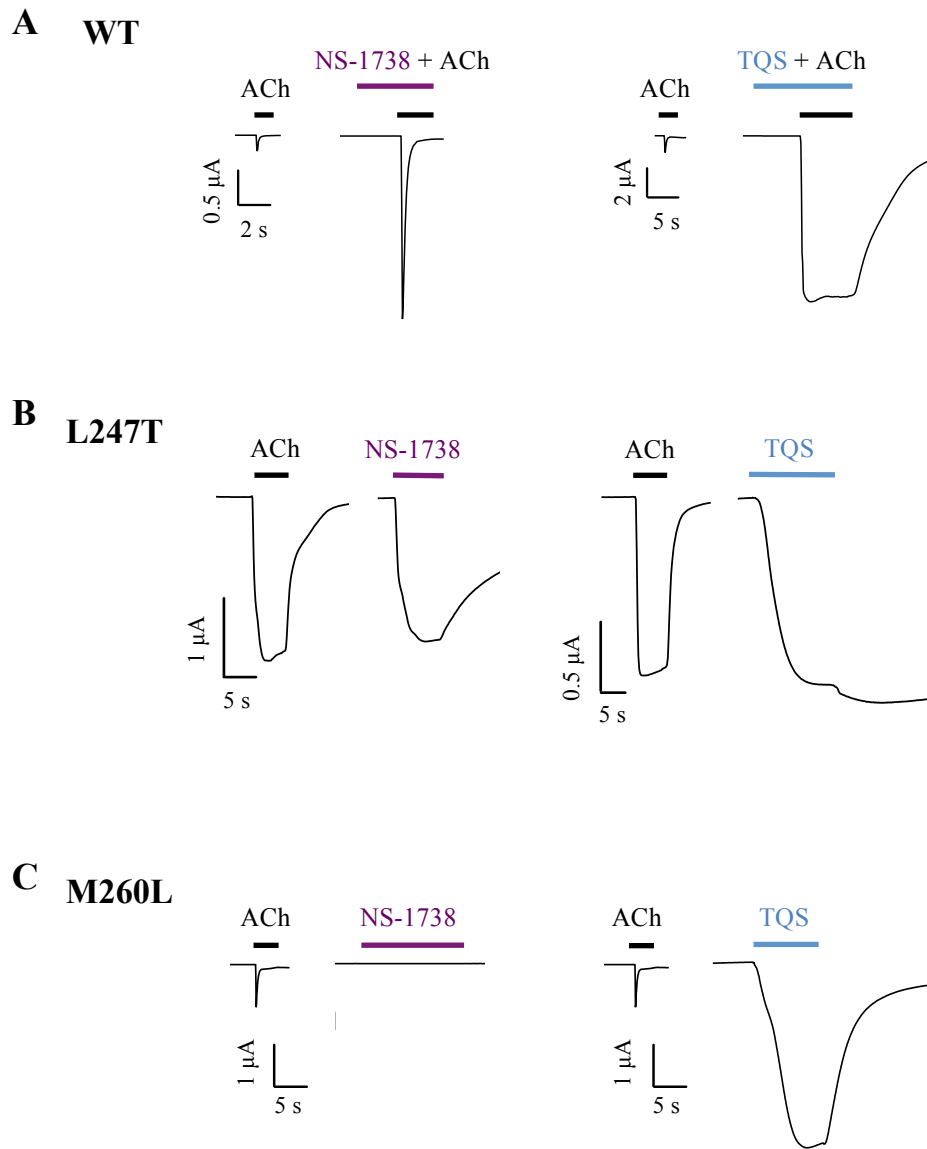 A
WT
NS-1738 + ACh
TQS + ACh
ACh
ACh
0.5 µA
2 s
2 µA
5 s
B
L247T
ACh
NS-1738
ACh
TQS
1 µA
5 s
0.5 µA
5 s
C
M260L
ACh
NS-1738
ACh
TQS
1 µA
5 s
1 µA
5 s